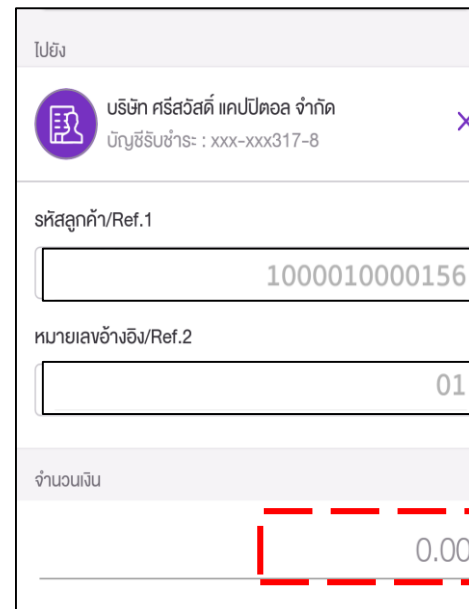 ไปยัง
บริษัท ศรีสวัสดิ์ แคปปิตอล จำกัด
บัญชีรับชำระ : xxx-xxx317-8
รหัสลูกค้า/Ref.1
1000010000156
หมายเลขอ้างอิง/Ref.2
01
จำนวนเงิน
0.00